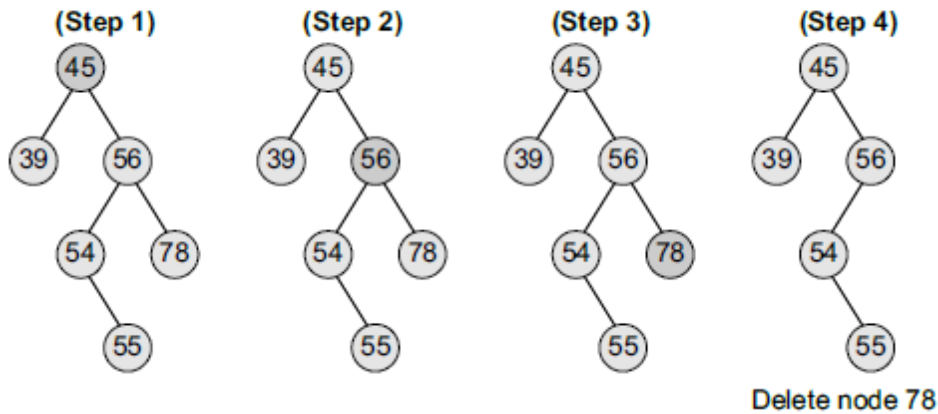 (Step 1) (Step 2) (Step 3) (Step 4)
45 45 45 45
39 56 39 56 39 56 39 56
54 78 54 78 54 78 54
55 55 55 55
Delete node 78